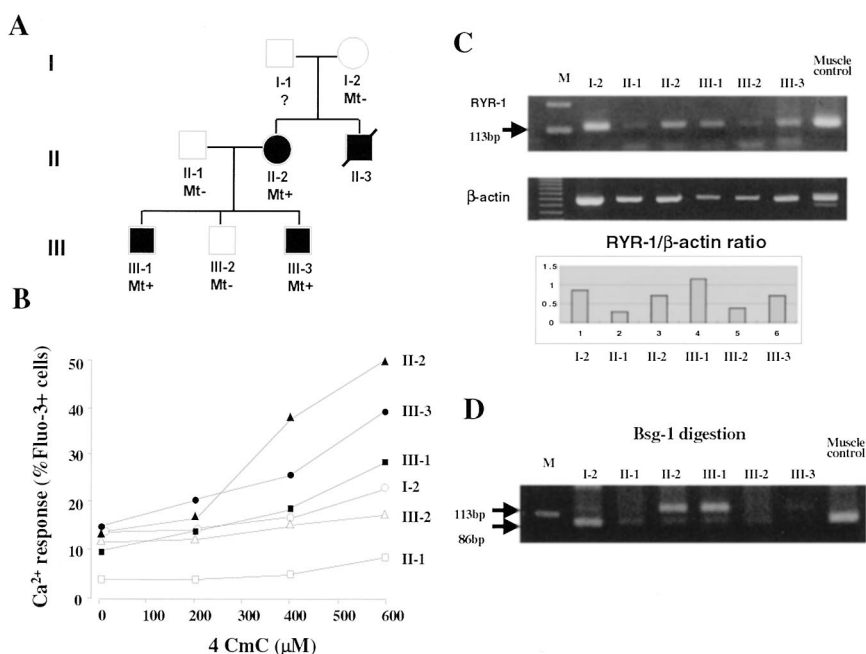 A
I
I-1
?
I-2
Mt-
II
II-1
Mt-
II-2
Mt+
II-3
III
III-1
Mt+
III-2
Mt-
III-3
Mt+
B
Ca2+ response (%Fluo-3+ cells)
50
40
30
20
10
0
0 100 200 300 400 500 600
4 CmC (µM)
II-2
III-3
III-1
I-2
III-2
II-1
C
M I-2 II-1 II-2 III-1 III-2 III-3 Muscle control
RYR-1
113bp
β-actin
RYR-1/β-actin ratio
1.5
1
0.5
0
1 2 3 4 5 6
I-2 II-1 II-2 III-1 III-2 III-3
D
Bsg-1 digestion
M I-2 II-1 II-2 III-1 III-2 III-3 Muscle control
113bp
86bp